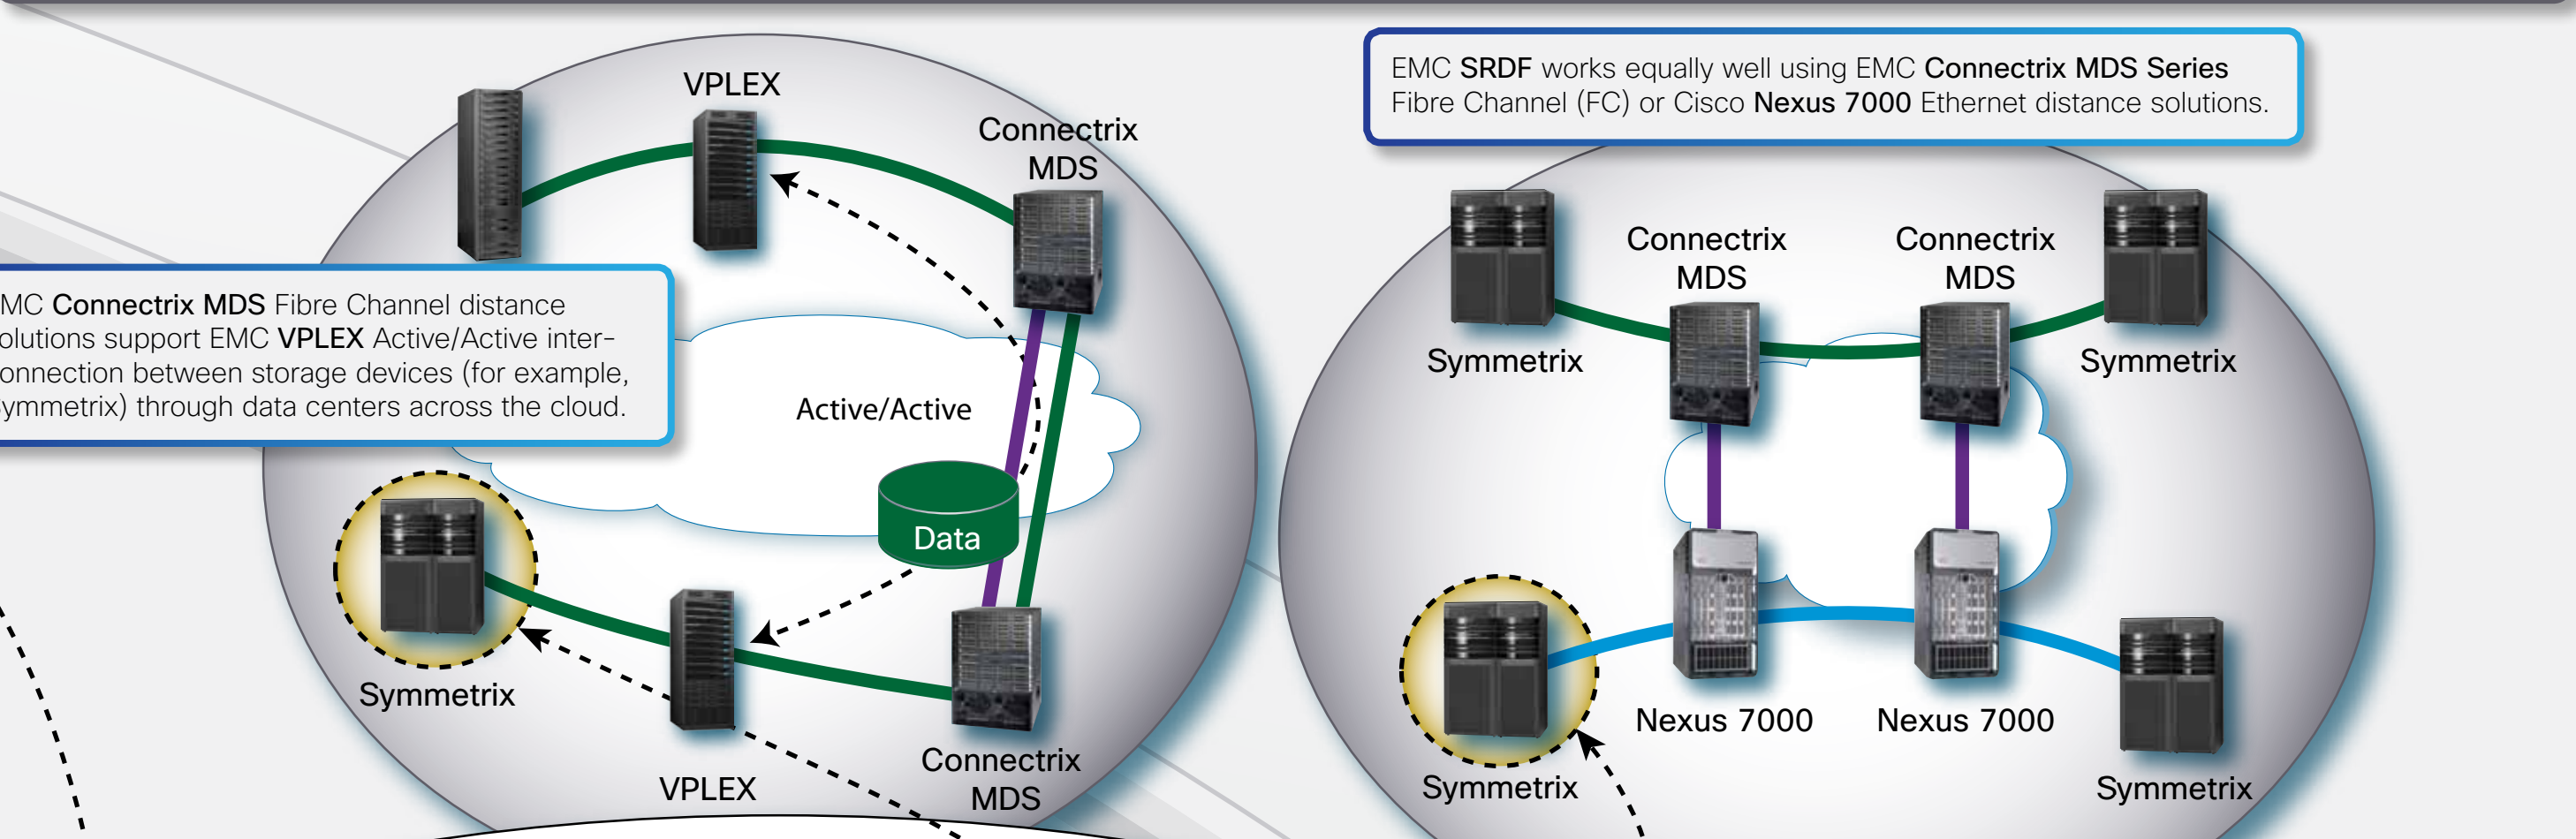 VPLEX
Connectrix
MDS
MC Connectrix MDS Fibre Channel distance
olutions support EMC VPLEX Active/Active inter-
onnection between storage devices (for example,
ymmetrix) through data centers across the cloud.
Active/Active
Data
Symmetrix
VPLEX
Connectrix
MDS
EMC SRDF works equally well using EMC Connectrix MDS Series
Fibre Channel (FC) or Cisco Nexus 7000 Ethernet distance solutions.
Connectrix
MDS
Connectrix
MDS
Symmetrix
Symmetrix
Nexus 7000
Nexus 7000
Symmetrix
Symmetrix